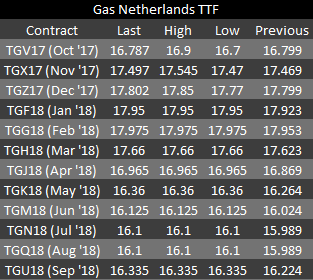 Gas Netherlands TTF
Contract Last High Low Previous
TGV17 (Oct '17) 16.787 16.9 16.7 16.799
TGX17 (Nov '17) 17.497 17.545 17.47 17.469
TGZ17 (Dec '17) 17.802 17.85 17.77 17.799
TGF18 (Jan '18) 17.95 17.95 17.95 17.923
TGG18 (Feb '18) 17.975 17.975 17.975 17.953
TGH18 (Mar '18) 17.66 17.66 17.66 17.623
TGJ18 (Apr '18) 16.965 16.965 16.965 16.869
TGK18 (May '18) 16.36 16.36 16.36 16.264
TGM18 (Jun '18) 16.125 16.125 16.125 16.024
TGN18 (Jul '18) 16.1 16.1 16.1 15.989
TGQ18 (Aug '18) 16.1 16.1 16.1 15.989
TGU18 (Sep '18) 16.335 16.335 16.335 16.224